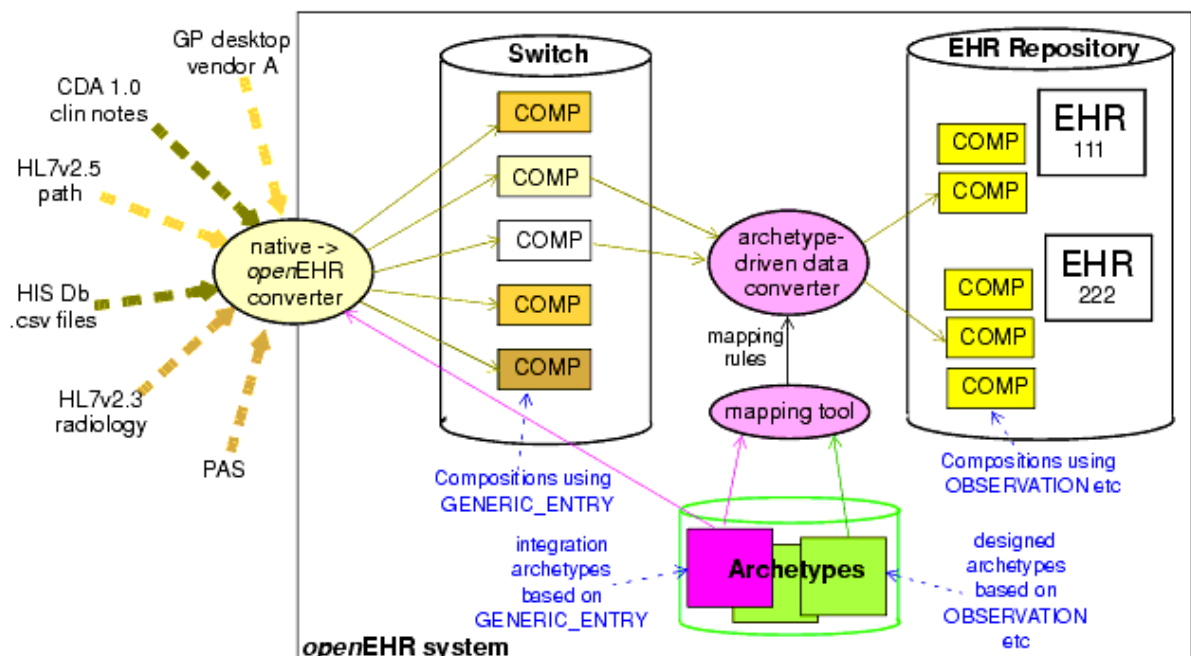 GP desktop
vendor A
CDA 1.0
clin notes
HL7v2.5
path
HIS Db
.csv files
HL7v2.3
radiology
PAS
native ->
openEHR
converter
Switch
COMP
COMP
COMP
COMP
COMP
Compositions using
GENERIC_ENTRY
archetype-
driven data
converter
mapping
rules
mapping tool
EHR Repository
COMP
COMP
EHR
111
COMP
COMP
COMP
EHR
222
Compositions using
OBSERVATION etc
integration
archetypes
based on
GENERIC_ENTRY
Archetypes
designed
archetypes
based on
OBSERVATION
etc
openEHR system